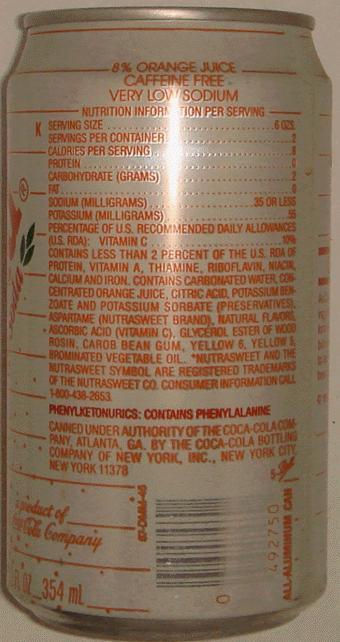 8% ORANGE JUICE
CAFFEINE FREE
VERY LOW SODIUM
NUTRITION INFORMATION PER SERVING
K SERVING SIZE 6 OZS.
SERVINGS PER CONTAINER 2
CALORIES PER SERVING
PROTEIN 0
CARBOHYDRATE (GRAMS) 2
FAT 0
SODIUM (MILLIGRAMS) 35 OR LESS
POTASSIUM (MILLIGRAMS) 55
PERCENTAGE OF U.S. RECOMMENDED DAILY ALLOWANCES
(U.S. RDA): VITAMIN C 10%
CONTAINS LESS THAN 2 PERCENT OF THE U.S. RDA OF
PROTEIN, VITAMIN A, THIAMINE, RIBOFLAVIN, NIACIN,
CALCIUM AND IRON. CONTAINS CARBONATED WATER, CON-
CENTRATED ORANGE JUICE, CITRIC ACID, POTASSIUM BEN-
ZOATE AND POTASSIUM SORBATE (PRESERVATIVES),
ASPARTAME (NUTRASWEET BRAND), NATURAL FLAVORS,
ASCORBIC ACID (VITAMIN C), GLYCEROL ESTER OF WOOD
ROSIN, CAROB BEAN GUM, YELLOW 6, YELLOW 5,
BROMINATED VEGETABLE OIL. *NUTRASWEET AND THE
NUTRASWEET SYMBOL ARE REGISTERED TRADEMARKS
OF THE NUTRASWEET CO. CONSUMER INFORMATION CALL
1-800-438-2653.
PHENYLKETONURICS: CONTAINS PHENYLALANINE
CANNED UNDER AUTHORITY OF THE COCA-COLA COM-
PANY, ATLANTA, GA. BY THE COCA-COLA BOTTLING
COMPANY OF NEW YORK, INC., NEW YORK CITY,
NEW YORK 11378
a product of
Coca-Cola Company
FL OZ 354 mL
492750
0
ALL-ALUMINUM CAN